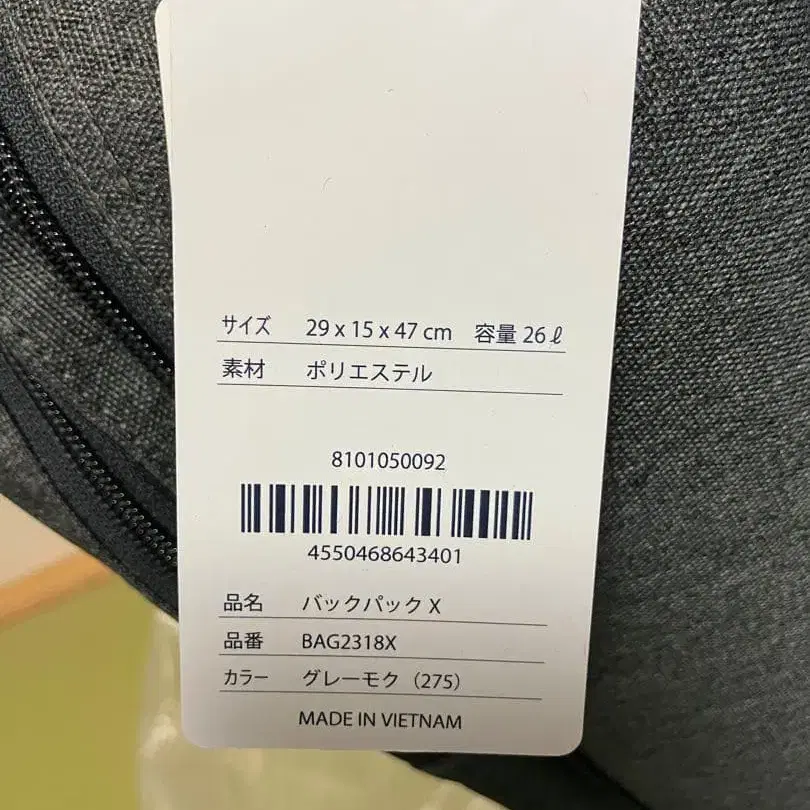 サイズ 29 x 15 x 47 cm 容量 26ℓ
素材 ポリエステル
8101050092
4550468643401
品名 バックパック X
品番 BAG2318X
カラー グレーモク（275）
MADE IN VIETNAM